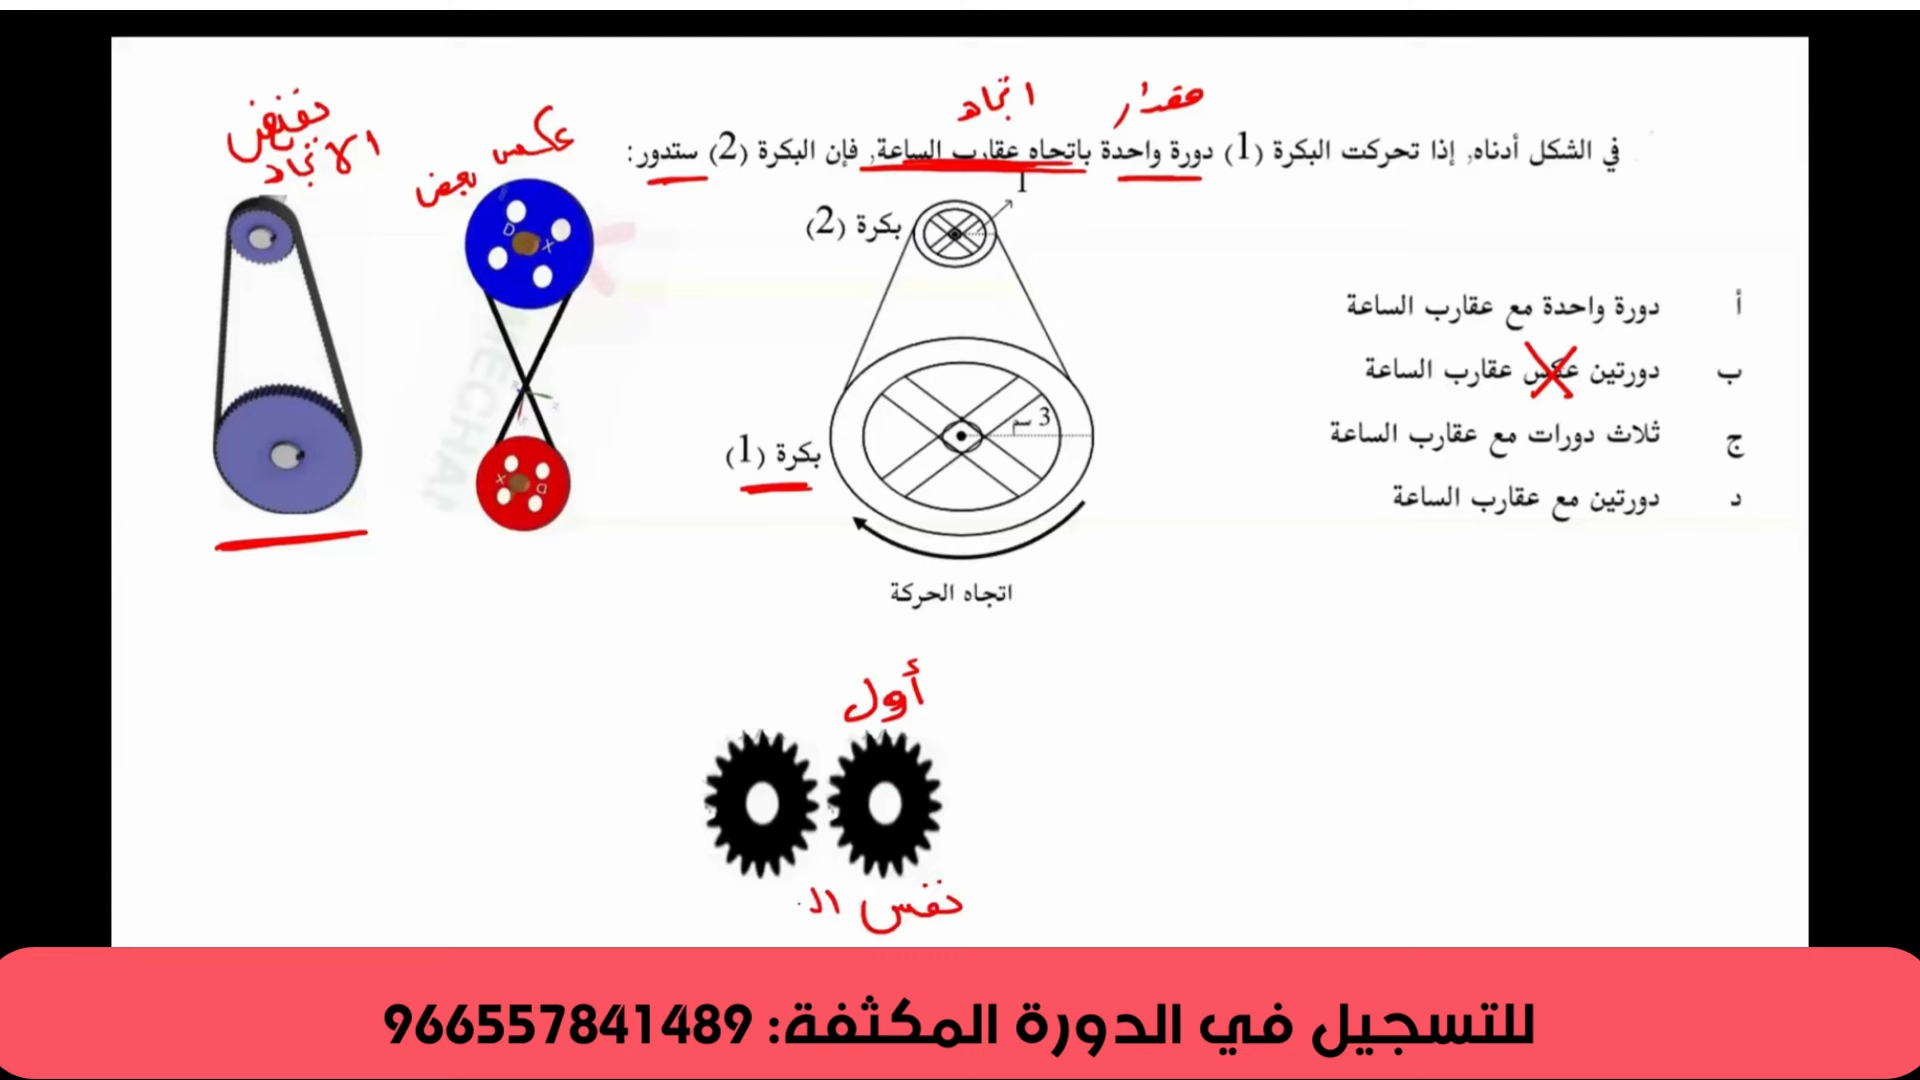 مقدار
اتجاه
عكس
بعض
الاتجاه
في الشكل أدناه, إذا تحركت البكرة (1) دورة واحدة باتجاه عقارب الساعة, فإن البكرة (2) ستدور:
1
بكرة (2)
3 سم
بكرة (1)
اتجاه الحركة
أ دورة واحدة مع عقارب الساعة
ب دورتين عكس عقارب الساعة
ج ثلاث دورات مع عقارب الساعة
د دورتين مع عقارب الساعة
D X
X D
أول
نفس الا
للتسجيل في الدورة المكثفة: 966557841489